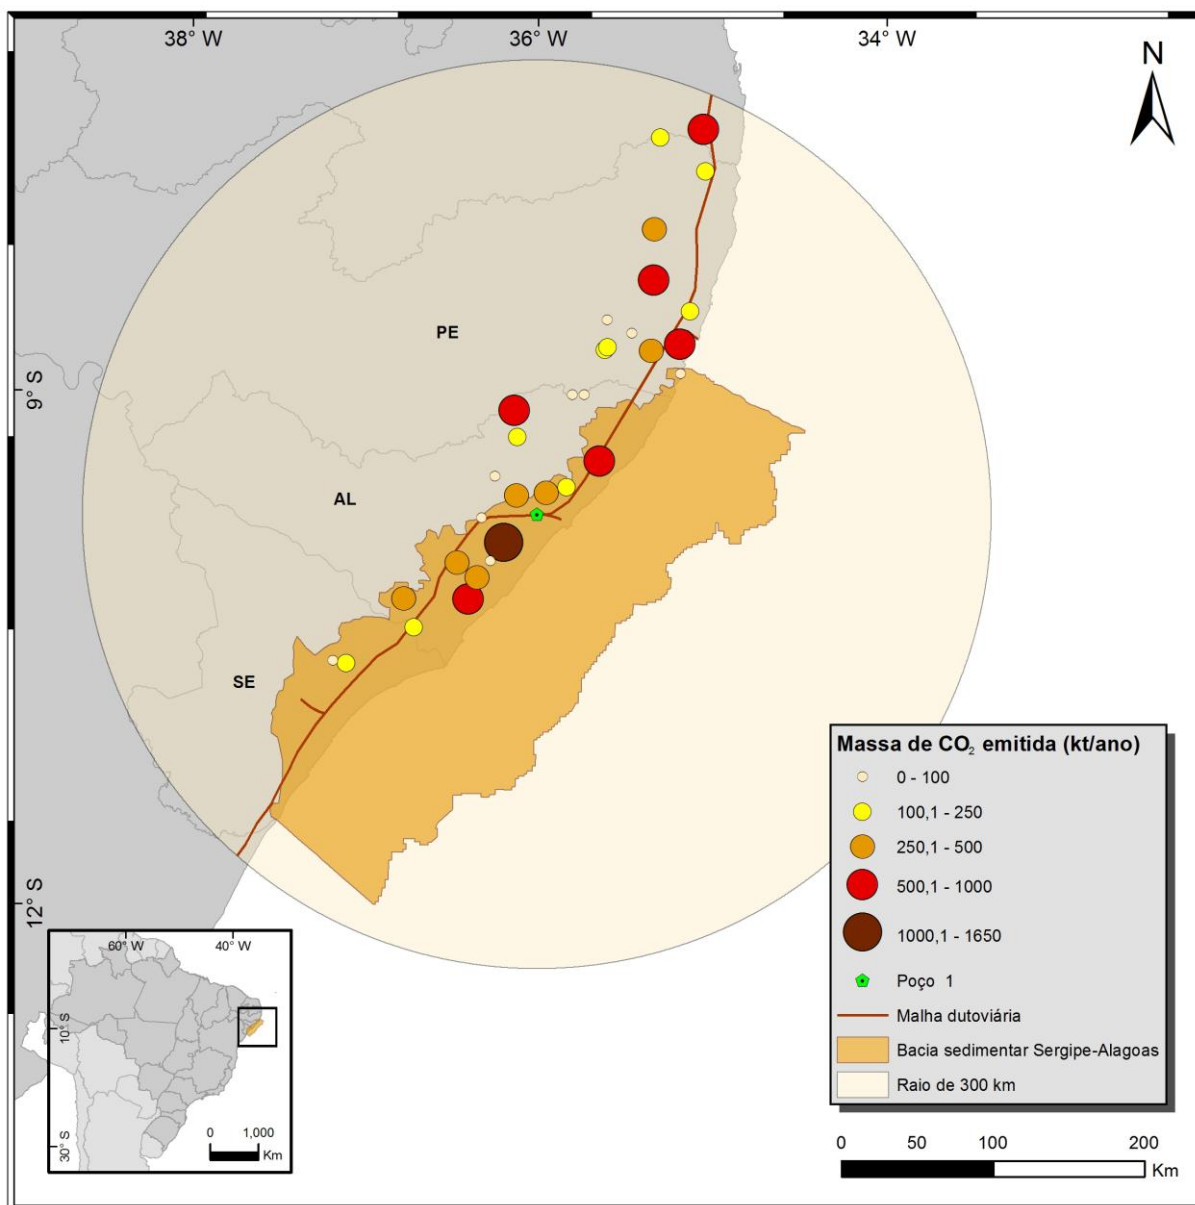 38° W
36° W
34° W
N
PE
9° S
AL
SE
12° S
Massa de CO₂ emitida (kt/ano)
0 - 100
100,1 - 250
250,1 - 500
500,1 - 1000
1000,1 - 1650
Poço 1
Malha dutoviária
Bacia sedimentar Sergipe-Alagoas
Raio de 300 km
60° W
40° W
10° S
30° S
0 1,000
Km
0 50 100 200
Km